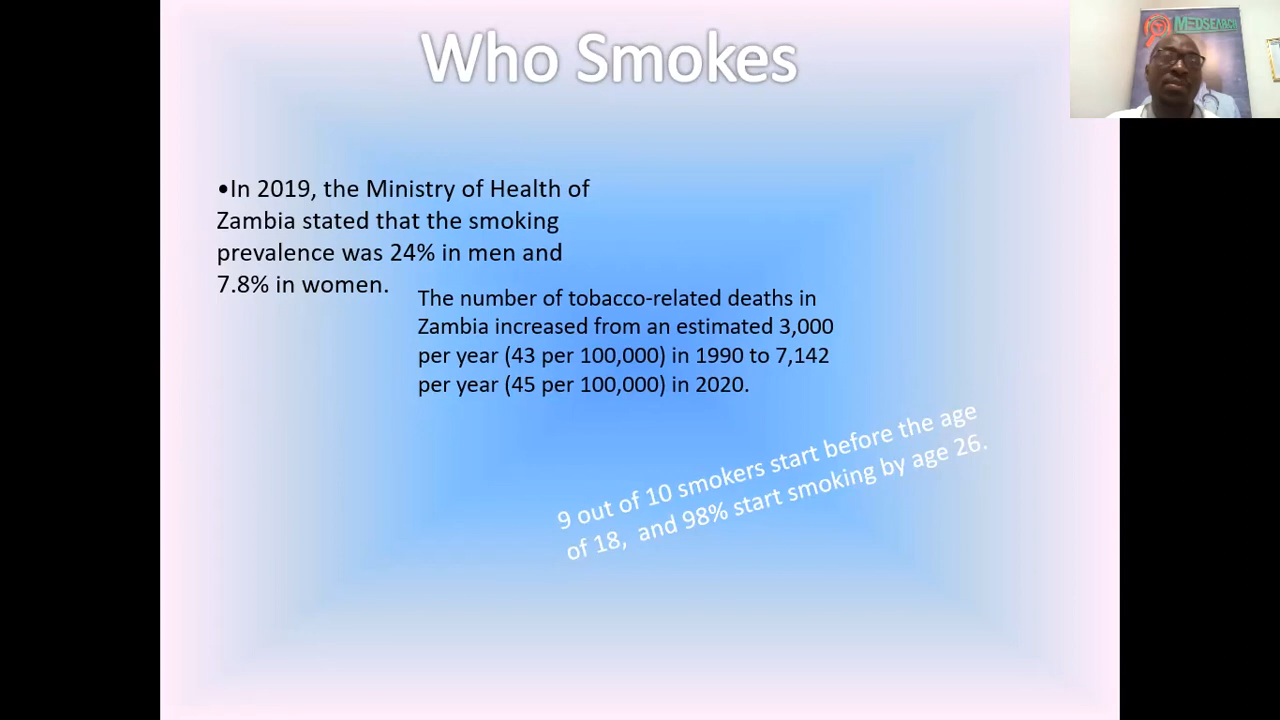 Who Smokes
MEDSEARCH
•In 2019, the Ministry of Health of
Zambia stated that the smoking
prevalence was 24% in men and
7.8% in women.
The number of tobacco-related deaths in
Zambia increased from an estimated 3,000
per year (43 per 100,000) in 1990 to 7,142
per year (45 per 100,000) in 2020.
9 out of 10 smokers start before the age
of 18, and 98% start smoking by age 26.